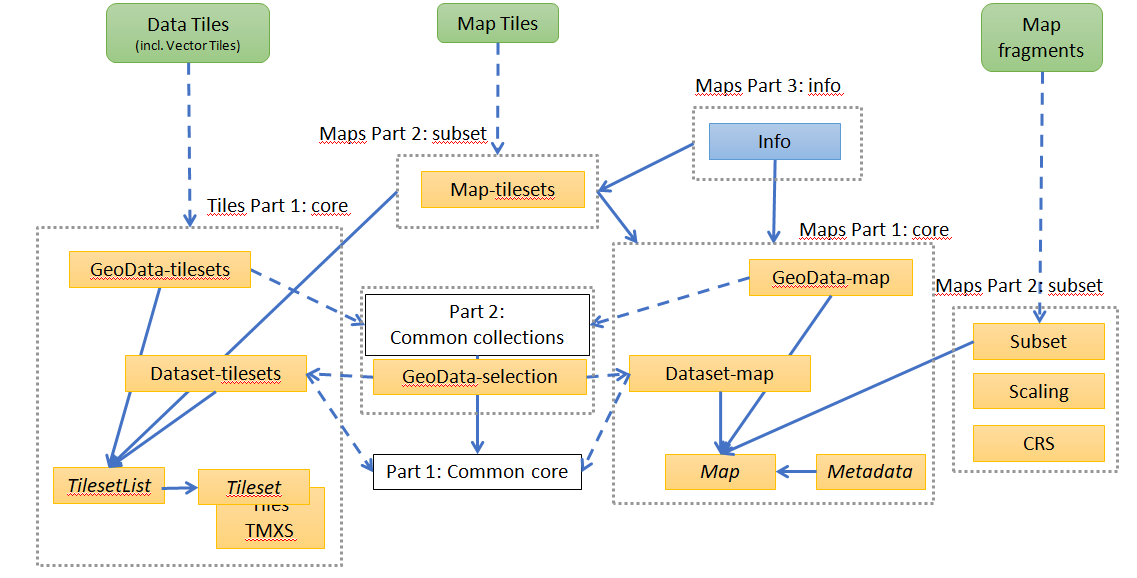 Data Tiles
(incl. Vector Tiles)
Map Tiles
Map
fragments
Maps Part 3: info
Info
Maps Part 2: subset
Map-tilesets
Tiles Part 1: core
Maps Part 1: core
GeoData-tilesets
GeoData-map
Maps Part 2: subset
Part 2:
Common collections
Subset
Dataset-tilesets
GeoData-selection
Dataset-map
Scaling
CRS
Part 1: Common core
TilesetList
Tileset
Map
Metadata
Tiles
TMXS